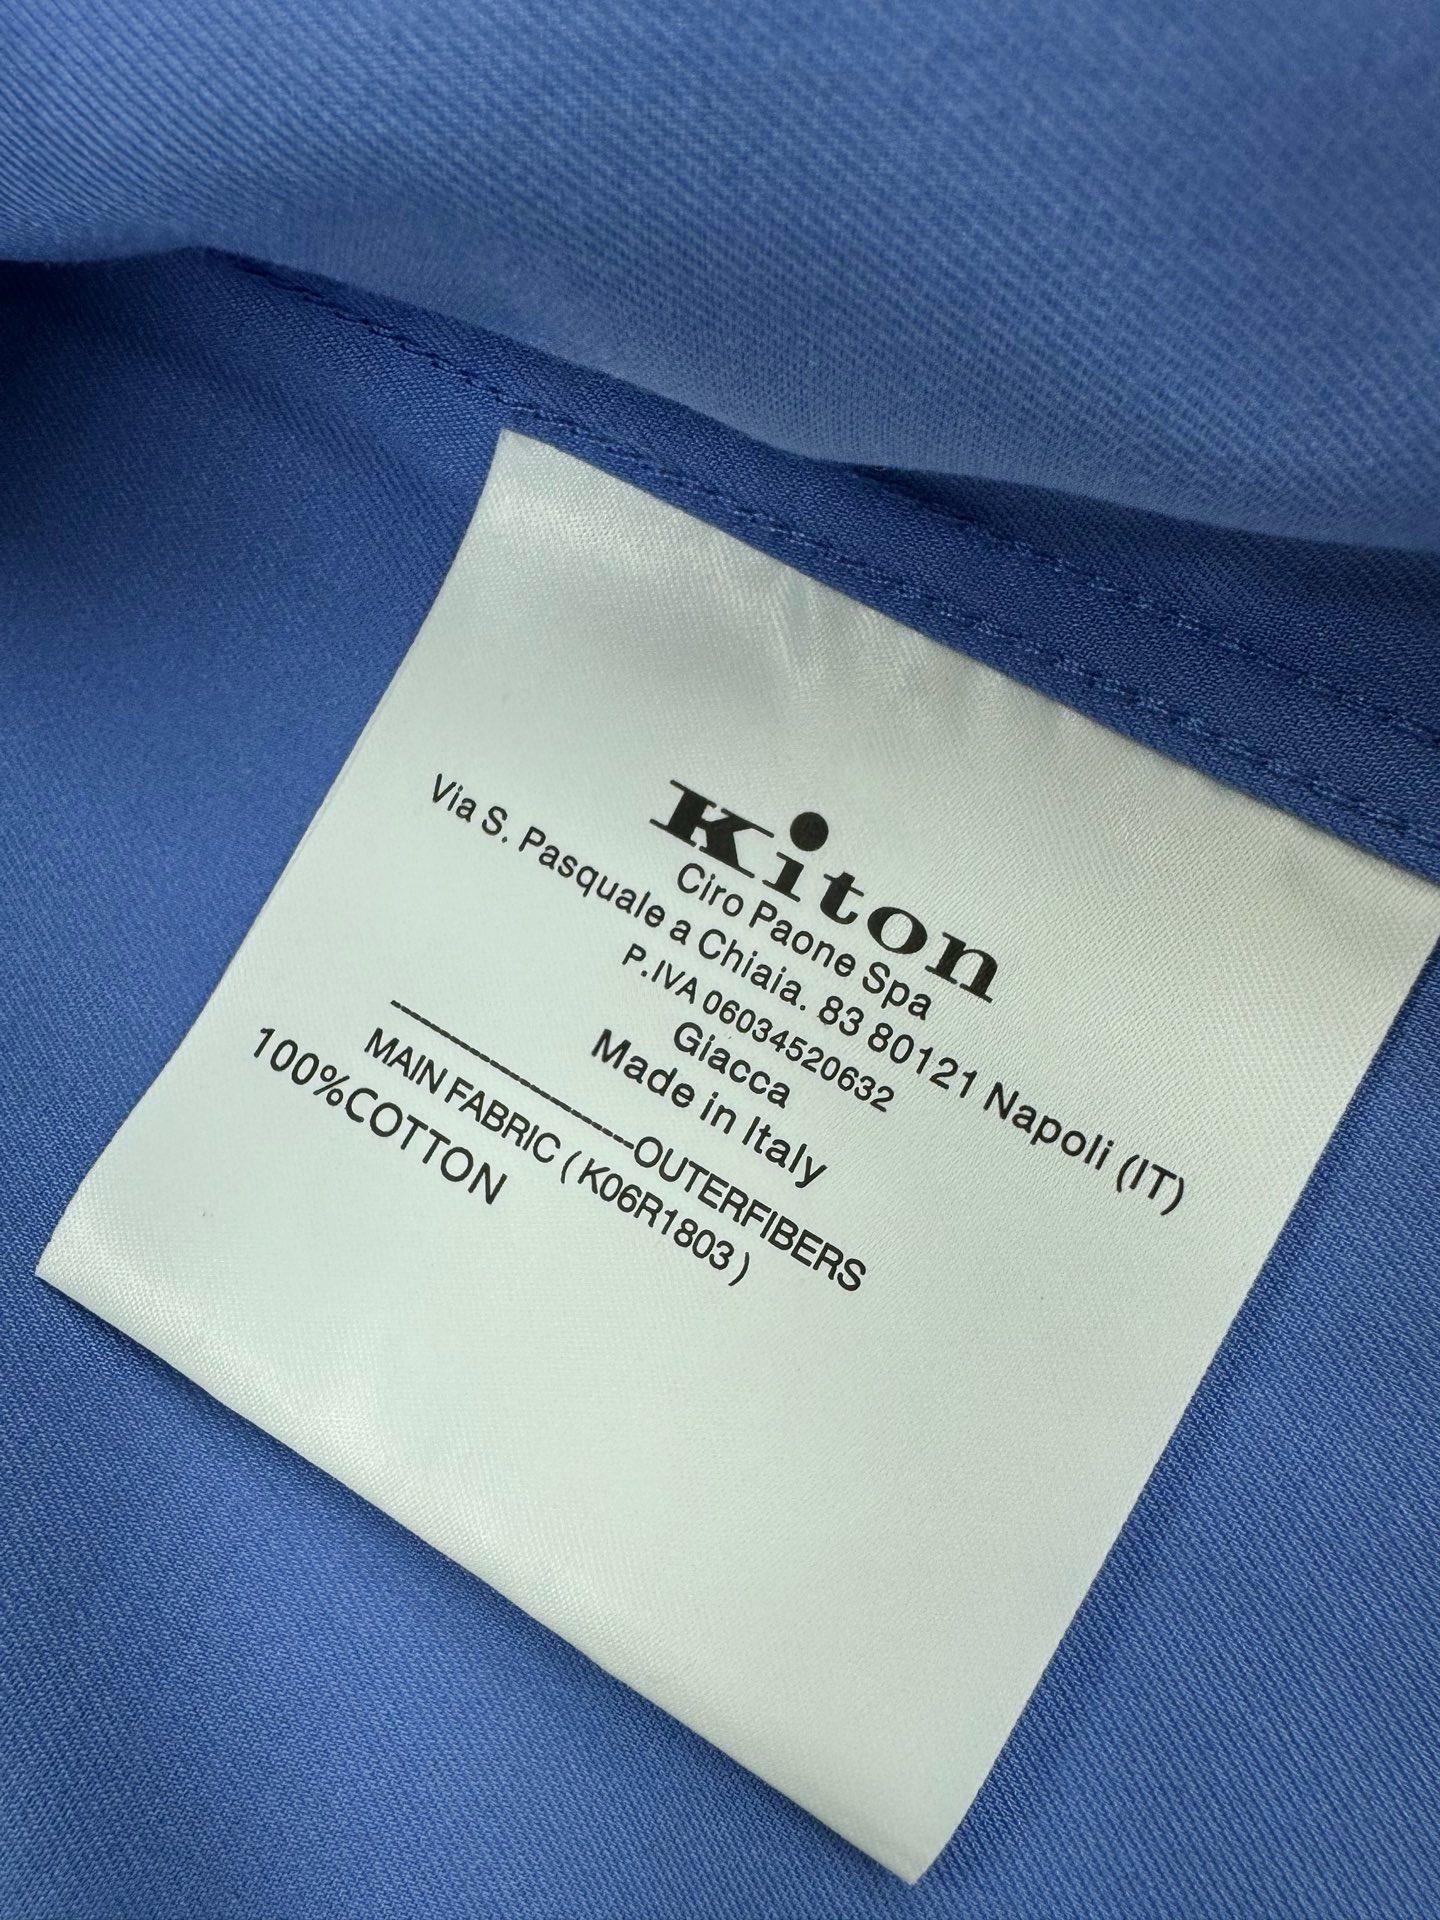 Kiton
Ciro Paone Spa
Via S. Pasquale a Chiaia. 83 80121 Napoli (IT)
P.IVA 06034520632
Giacca
Made in Italy
--------------------------OUTERFIBERS
MAIN FABRIC ( K06R1803 )
100%COTTON